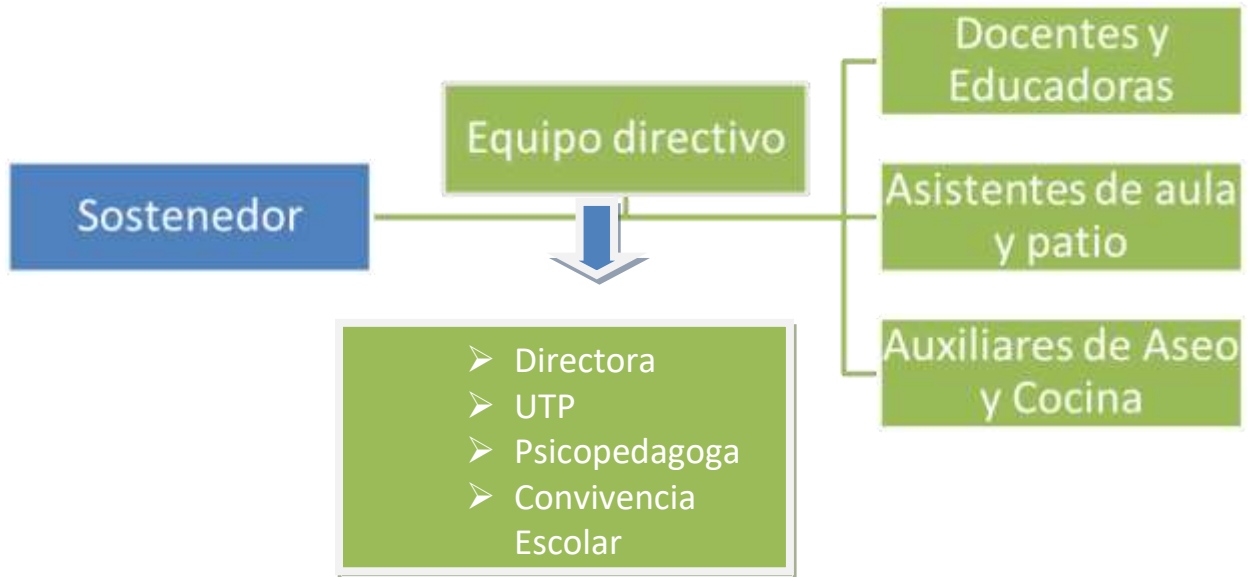 Sostenedor
Equipo directivo
➢ Directora
➢ UTP
➢ Psicopedagoga
➢ Convivencia
Escolar
Docentes y
Educadoras
Asistentes de aula
y patio
Auxiliares de Aseo
y Cocina